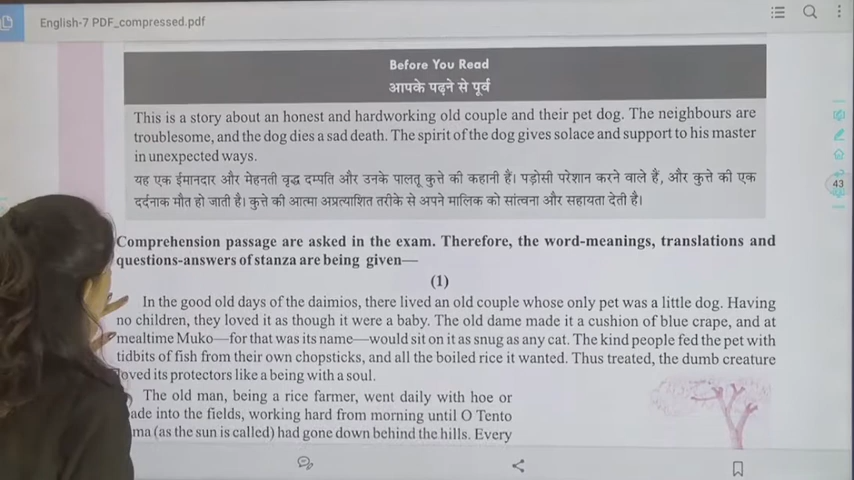 English-7 PDF_compressed.pdf
Before You Read
आपके पढ़ने से पूर्व
This is a story about an honest and hardworking old couple and their pet dog. The neighbours are
troublesome, and the dog dies a sad death. The spirit of the dog gives solace and support to his master
in unexpected ways.
यह एक ईमानदार और मेहनती वृद्ध दम्पति और उनके पालतू कुत्ते की कहानी हैं। पड़ोसी परेशान करने वाले हैं, और कुत्ते की एक
दर्दनाक मौत हो जाती है। कुत्ते की आत्मा अप्रत्याशित तरीके से अपने मालिक को सांत्वना और सहायता देती है।
43
Comprehension passage are asked in the exam. Therefore, the word-meanings, translations and
questions-answers of stanza are being given—
(1)
In the good old days of the daimios, there lived an old couple whose only pet was a little dog. Having
no children, they loved it as though it were a baby. The old dame made it a cushion of blue crape, and at
mealtime Muko—for that was its name—would sit on it as snug as any cat. The kind people fed the pet with
tidbits of fish from their own chopsticks, and all the boiled rice it wanted. Thus treated, the dumb creature
loved its protectors like a being with a soul.
The old man, being a rice farmer, went daily with hoe or
ade into the fields, working hard from morning until O Tento
ma (as the sun is called) had gone down behind the hills. Every